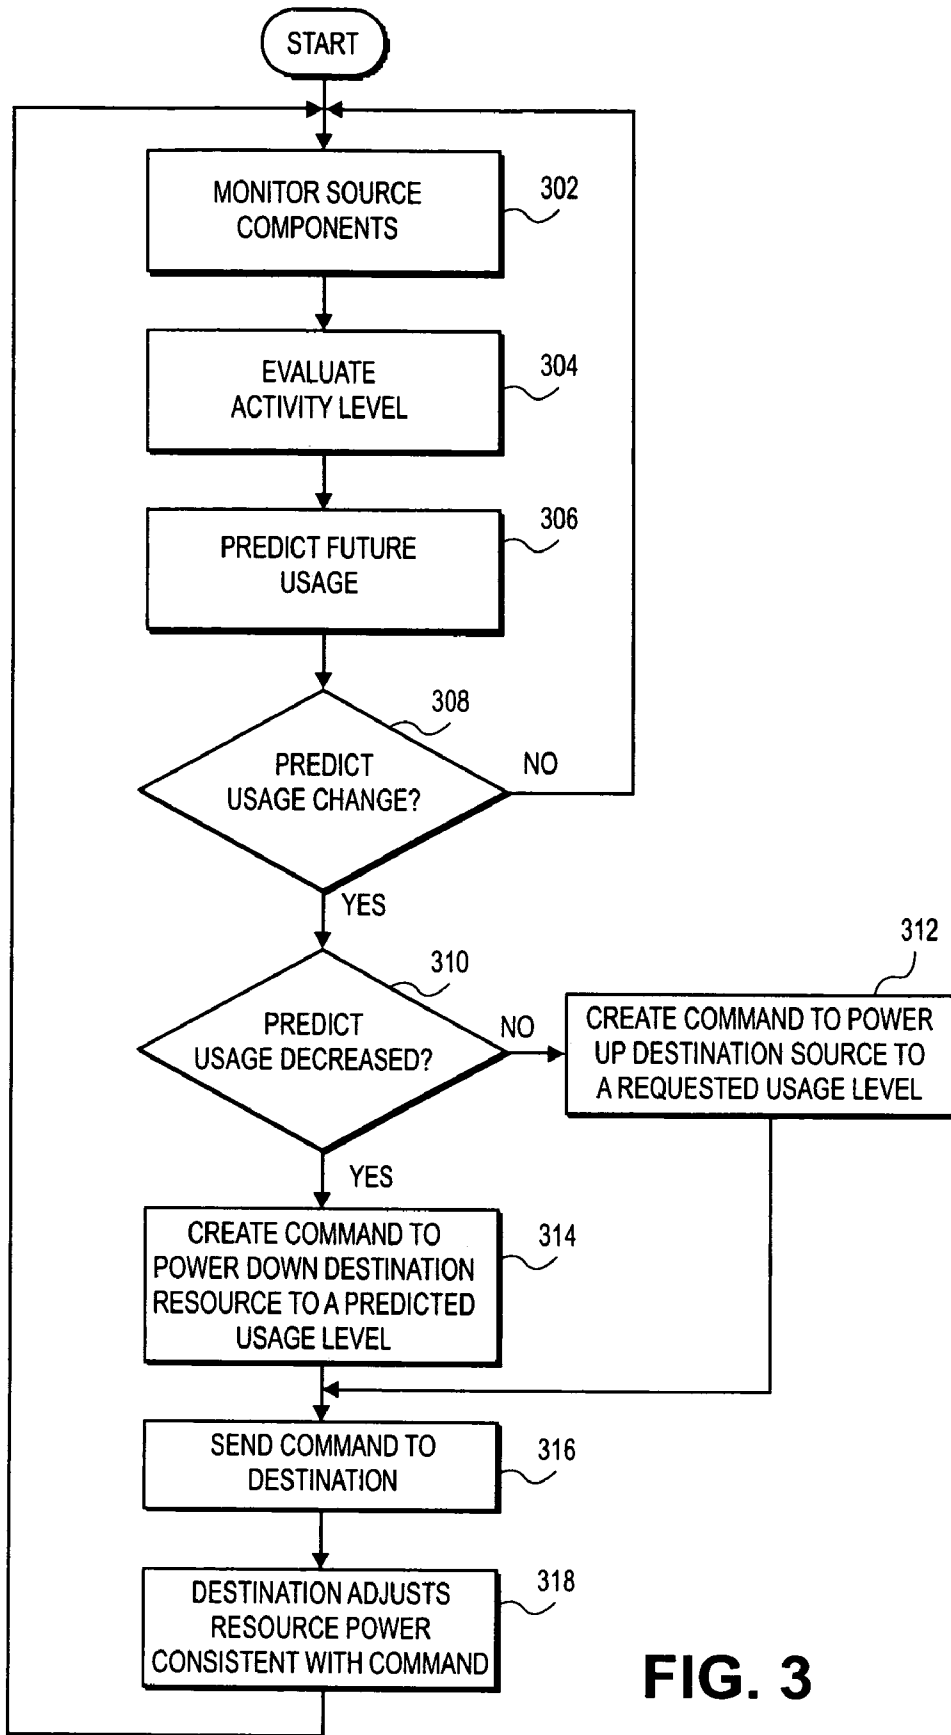 START
MONITOR SOURCE
COMPONENTS
302
EVALUATE
ACTIVITY LEVEL
304
PREDICT FUTURE
USAGE
306
PREDICT
USAGE CHANGE?
308
NO
YES
PREDICT
USAGE DECREASED?
310
NO
CREATE COMMAND TO POWER
UP DESTINATION SOURCE TO
A REQUESTED USAGE LEVEL
312
YES
CREATE COMMAND TO
POWER DOWN DESTINATION
RESOURCE TO A PREDICTED
USAGE LEVEL
314
SEND COMMAND TO
DESTINATION
316
DESTINATION ADJUSTS
RESOURCE POWER
CONSISTENT WITH COMMAND
318
FIG. 3